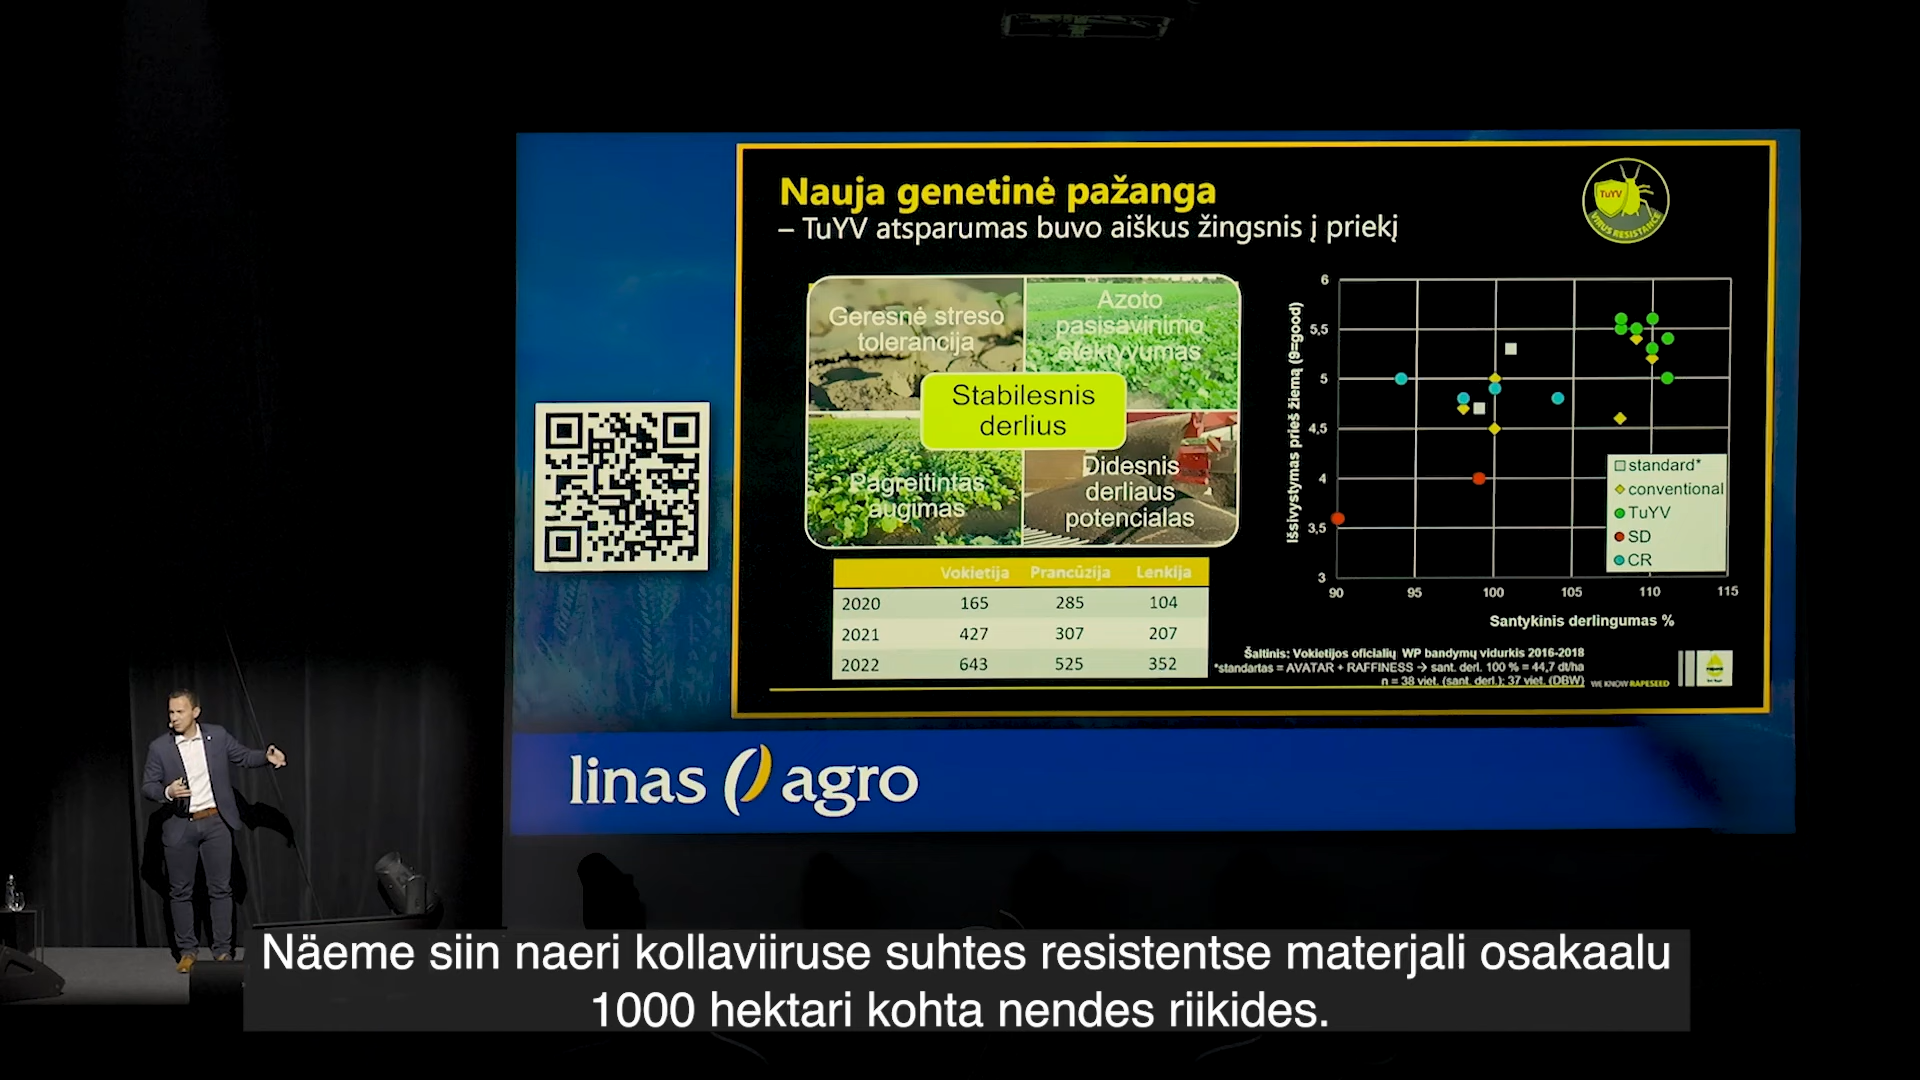 Nauja genetinė pažanga
– TuYV atsparumas buvo aiškus žingsnis į priekį
TuYV
VIRUS RESISTANCE
Geresnė streso
tolerancija
Azoto
pasisavinimo
efektyvumas
Stabilesnis
derlius
Pagreitintas
augimas
Didesnis
derliaus
potencialas
Vokietija Prancūzija Lenkija
2020 165 285 104
2021 427 307 207
2022 643 525 352
Išsivystymas prieš žiemą (9=good)
6
5,5
5
4,5
4
3,5
3
90 95 100 105 110 115
Santykinis derlingumas %
standard*
conventional
TuYV
SD
CR
Šaltinis: Vokietijos oficialių WP bandymų vidurkis 2016-2018
*standartas = AVATAR + RAFFINESS → sant. derl. 100 % = 44,7 dt/ha
n = 38 viet. (sant. derl.); 37 viet. (DBW)
WE KNOW RAPESEED
linas agro
Näeme siin naeri kollaviiruse suhtes resistentse materjali osakaalu
1000 hektari kohta nendes riikides.